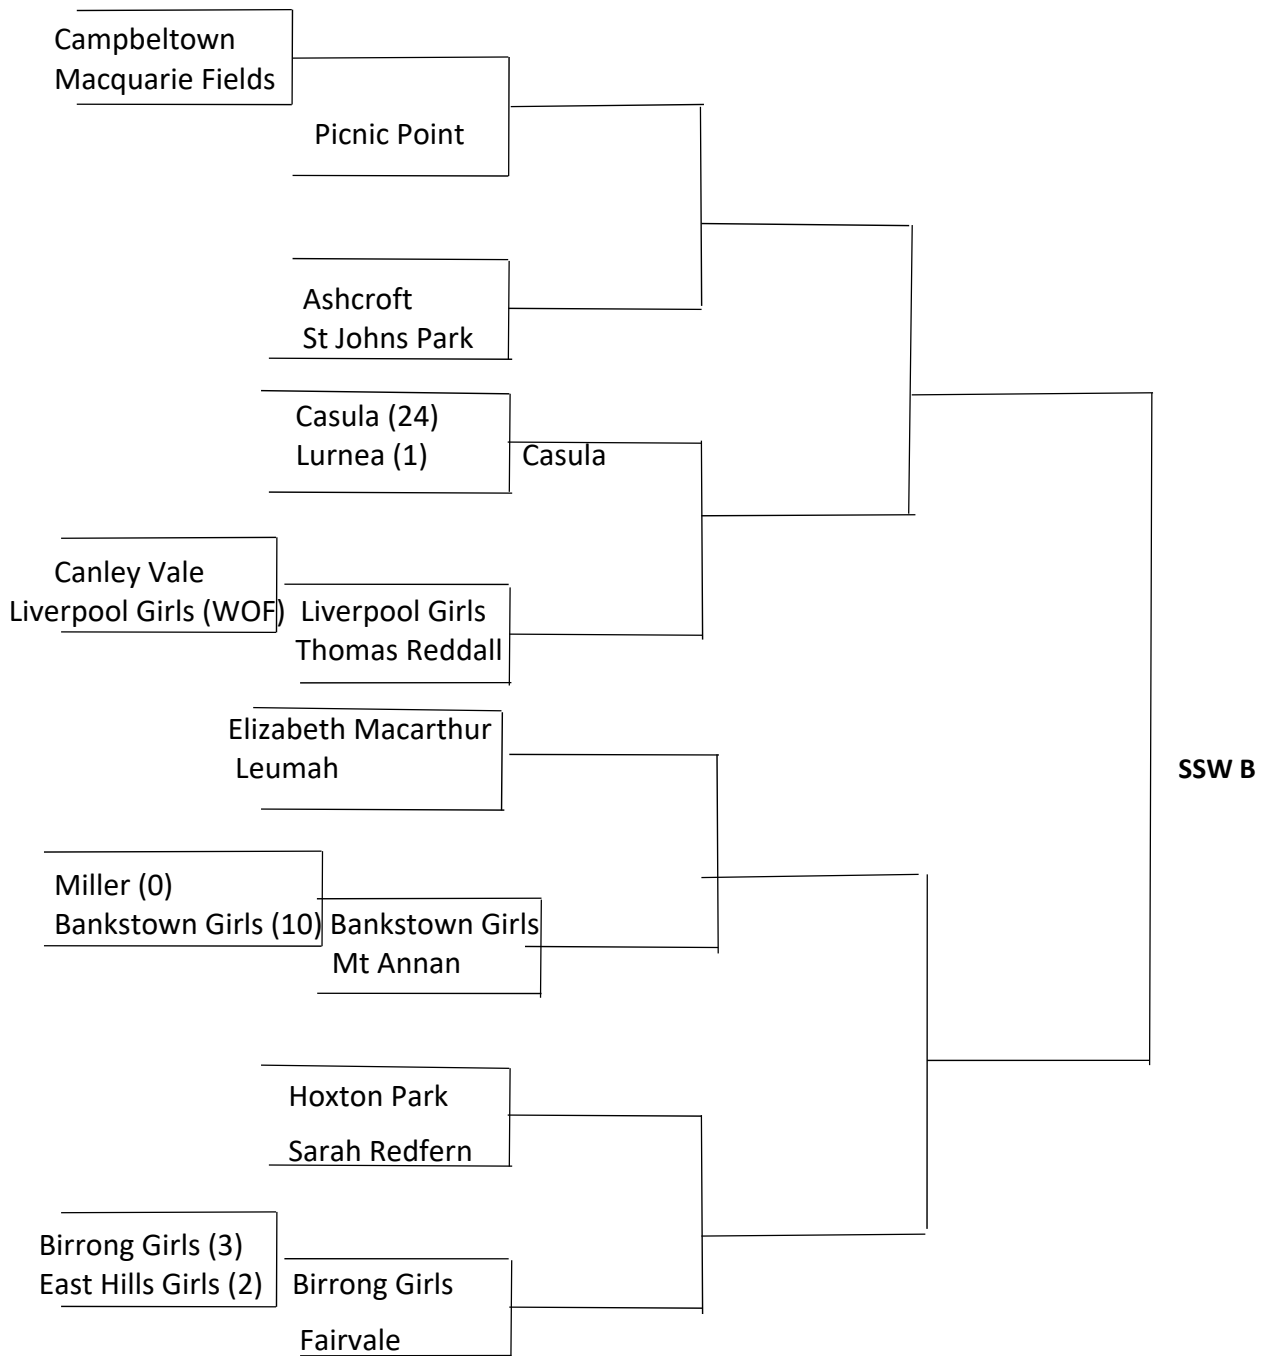 Campbeltown
Macquarie Fields
Picnic Point
Ashcroft
St Johns Park
Casula (24)
Lurnea (1)
Casula
Canley Vale
Liverpool Girls (WOF)
Liverpool Girls
Thomas Reddall
Elizabeth Macarthur
Leumah
SSW B
Miller (0)
Bankstown Girls (10)
Bankstown Girls
Mt Annan
Hoxton Park
Sarah Redfern
Birrong Girls (3)
East Hills Girls (2)
Birrong Girls
Fairvale